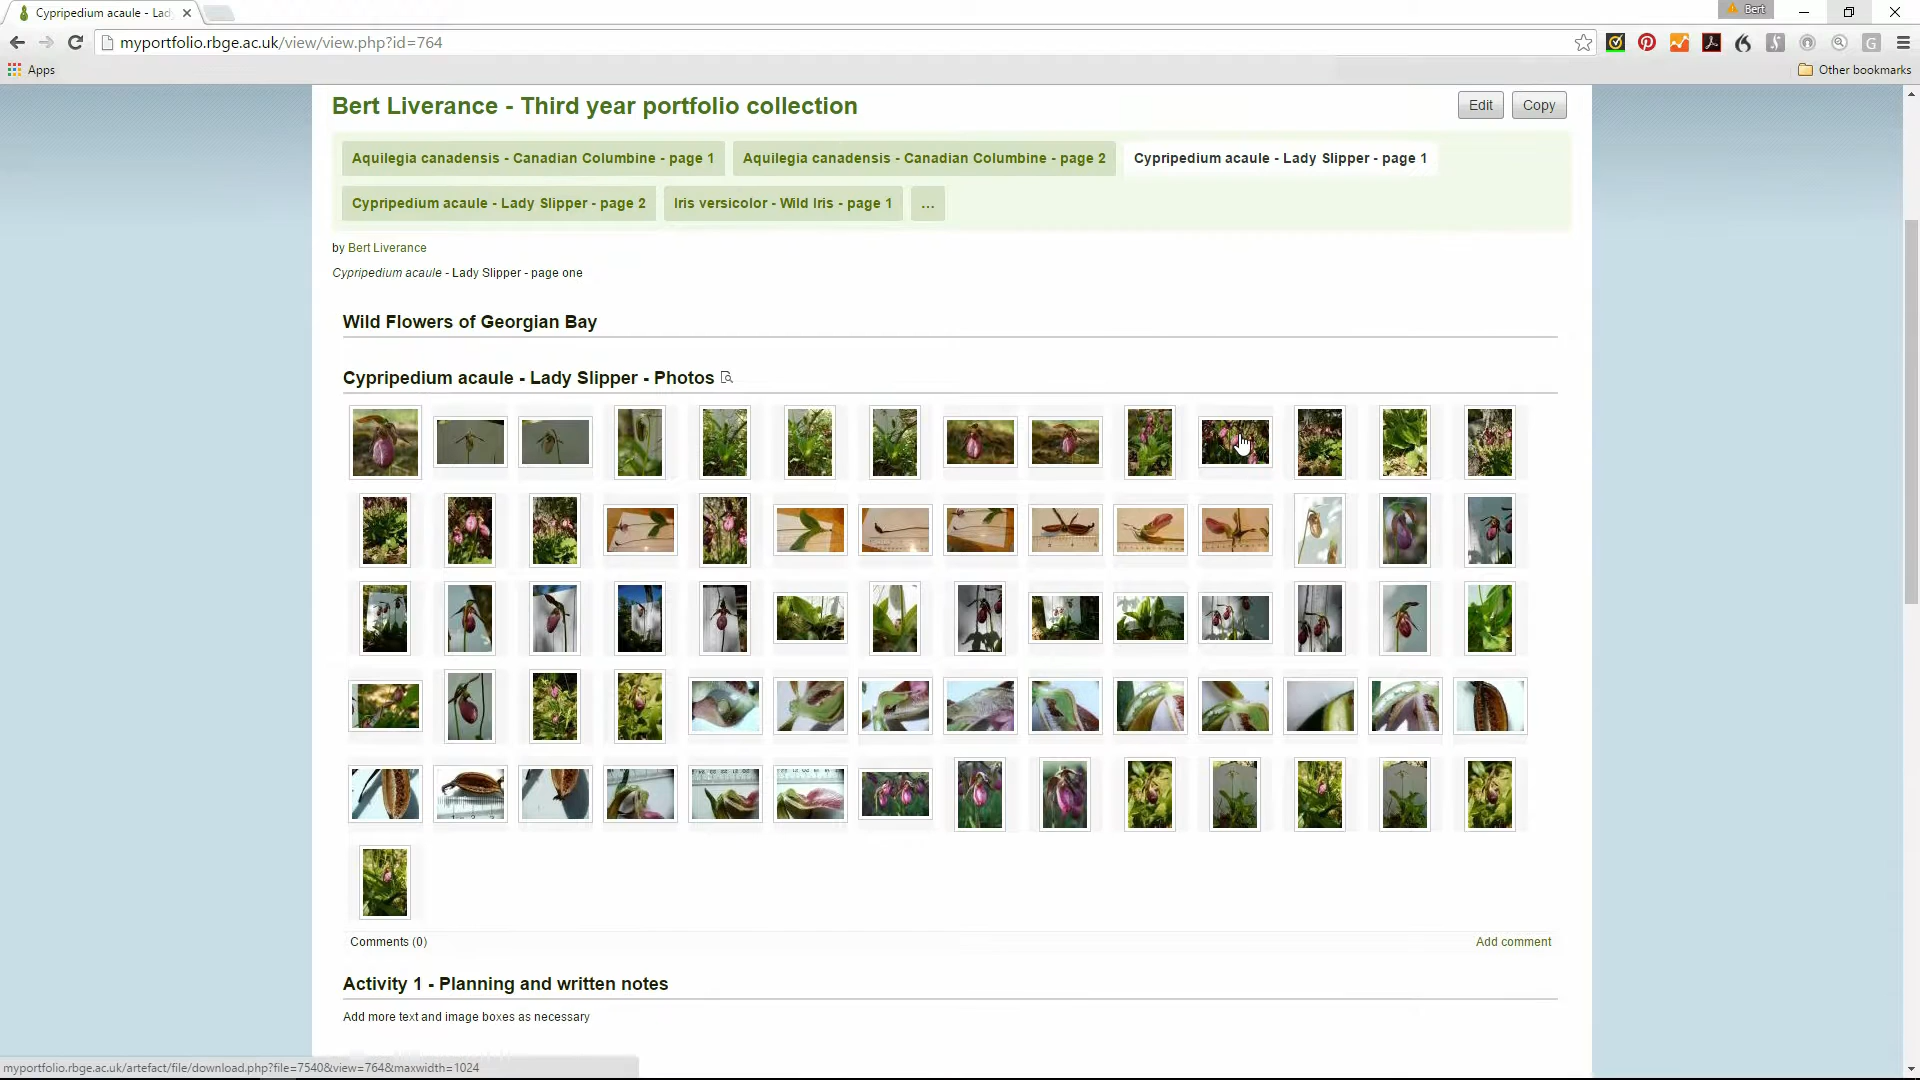 Cypripedium acaule - Lad
Bert
myportfolio.rbge.ac.uk/view/view.php?id=764
Apps
Other bookmarks
Bert Liverance - Third year portfolio collection
Edit
Copy
Aquilegia canadensis - Canadian Columbine - page 1
Aquilegia canadensis - Canadian Columbine - page 2
Cypripedium acaule - Lady Slipper - page 1
Cypripedium acaule - Lady Slipper - page 2
Iris versicolor - Wild Iris - page 1
...
by Bert Liverance
Cypripedium acaule - Lady Slipper - page one
Wild Flowers of Georgian Bay
Cypripedium acaule - Lady Slipper - Photos
Comments (0)
Add comment
Activity 1 - Planning and written notes
Add more text and image boxes as necessary
myportfolio.rbge.ac.uk/artefact/file/download.php?file=7540&view=764&maxwidth=1024